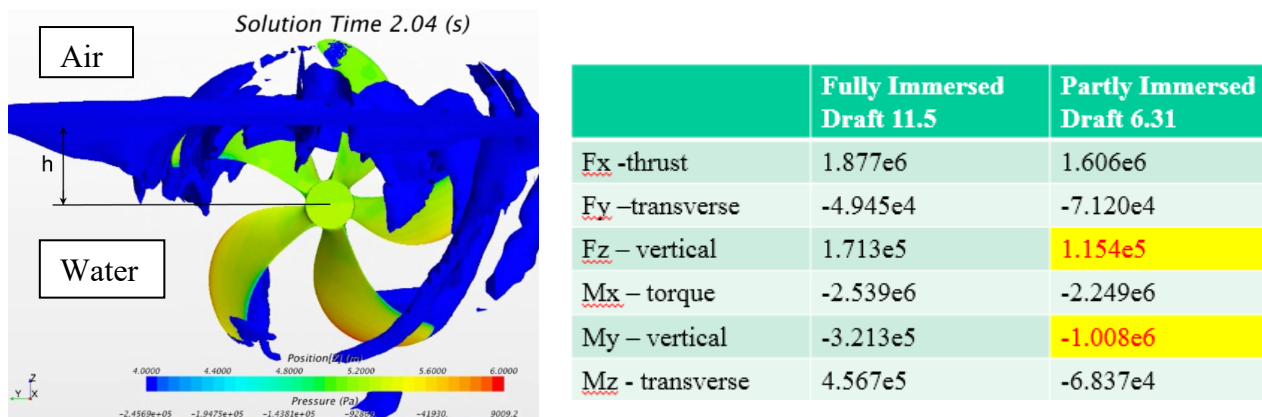 Solution Time 2.04 (s)
Air
h
Water
Position[Z] (m)
4.0000 4.4000 4.8000 5.2000 5.6000 6.0000
Pressure (Pa)
-2.4569e+05 -1.9475e+05 -1.4381e+05 -92869. -41930. 9009.2
Z
Y X
Fully Immersed Partly Immersed
Draft 11.5 Draft 6.31
Fx -thrust 1.877e6 1.606e6
Fy –transverse -4.945e4 -7.120e4
Fz – vertical 1.713e5 1.154e5
Mx – torque -2.539e6 -2.249e6
My – vertical -3.213e5 -1.008e6
Mz - transverse 4.567e5 -6.837e4